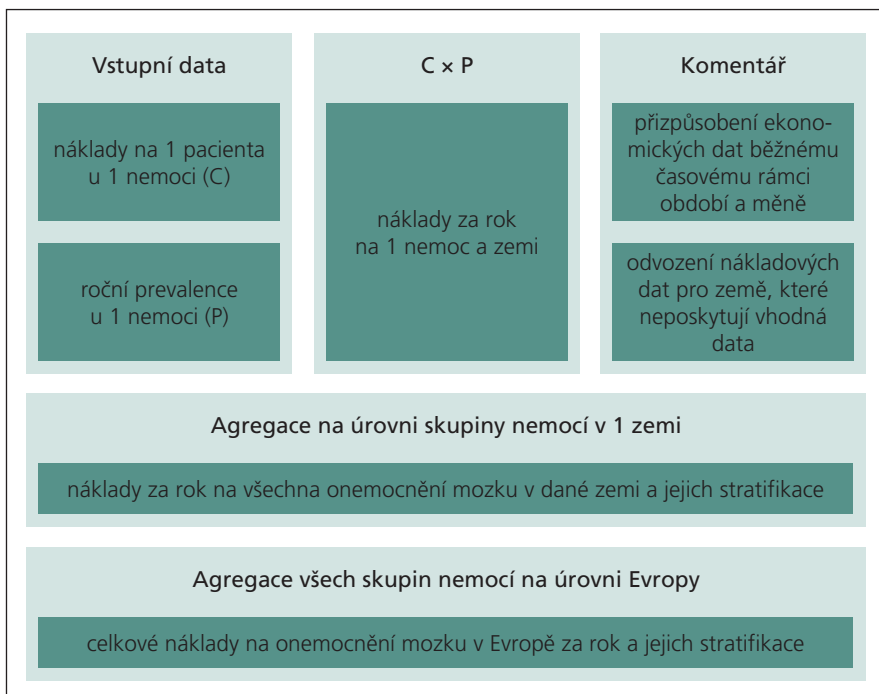 Vstupní data
náklady na 1 pacienta
u 1 nemoci (C)
roční prevalence
u 1 nemoci (P)
C × P
náklady za rok
na 1 nemoc a zemi
Komentář
přizpůsobení ekono-
mických dat běžnému
časovému rámci
období a měně
odvození nákladových
dat pro země, které
neposkytují vhodná
data
Agregace na úrovni skupiny nemocí v 1 zemi
náklady za rok na všechna onemocnění mozku v dané zemi a jejich stratifikace
Agregace všech skupin nemocí na úrovni Evropy
celkové náklady na onemocnění mozku v Evropě za rok a jejich stratifikace